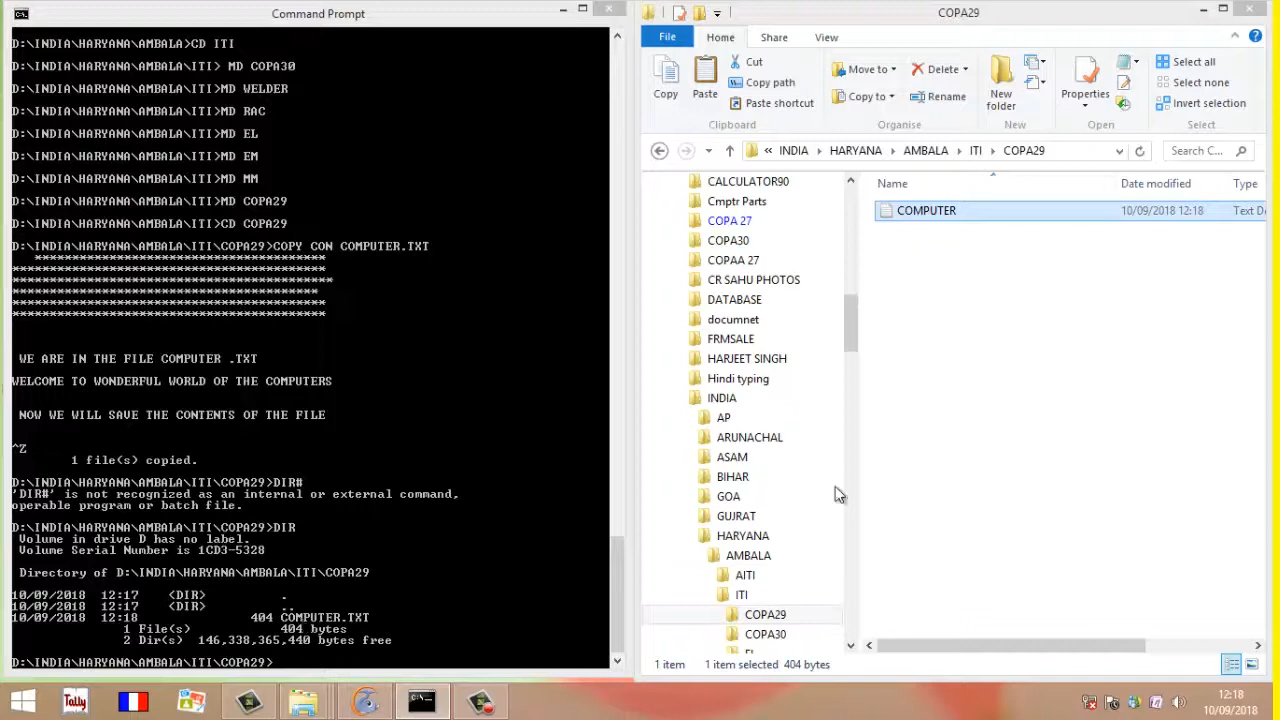 Command Prompt
D:\INDIA\HARYANA\AMBALA>CD ITI
D:\INDIA\HARYANA\AMBALA\ITI> MD COPA30
D:\INDIA\HARYANA\AMBALA\ITI>MD WELDER
D:\INDIA\HARYANA\AMBALA\ITI>MD RAC
D:\INDIA\HARYANA\AMBALA\ITI>MD EL
D:\INDIA\HARYANA\AMBALA\ITI>MD EM
D:\INDIA\HARYANA\AMBALA\ITI>MD MM
D:\INDIA\HARYANA\AMBALA\ITI>MD COPA29
D:\INDIA\HARYANA\AMBALA\ITI>CD COPA29
D:\INDIA\HARYANA\AMBALA\ITI\COPA29>COPY CON COMPUTER.TXT
*******************************************
*******************************************
********************************************
******************************************
*******************************************
*******************************************
WE ARE IN THE FILE COMPUTER .TXT
WELCOME TO WONDERFUL WORLD OF THE COMPUTERS
NOW WE WILL SAVE THE CONTENTS OF THE FILE
^Z
1 file(s) copied.
D:\INDIA\HARYANA\AMBALA\ITI\COPA29>DIR#
'DIR#' is not recognized as an internal or external command,
operable program or batch file.
D:\INDIA\HARYANA\AMBALA\ITI\COPA29>DIR
Volume in drive D has no label.
Volume Serial Number is 1CD3-5328
Directory of D:\INDIA\HARYANA\AMBALA\ITI\COPA29
10/09/2018 12:17 <DIR> .
10/09/2018 12:17 <DIR> ..
10/09/2018 12:18 404 COMPUTER.TXT
1 File(s) 404 bytes
2 Dir(s) 146,338,365,440 bytes free
D:\INDIA\HARYANA\AMBALA\ITI\COPA29>
COPA29
File Home Share View
Copy
Paste
Cut
Copy path
Paste shortcut
Clipboard
Move to
Copy to
Delete
Rename
Organise
New
folder
New
Properties
Open
Select all
Select none
Invert selection
Select
« INDIA HARYANA AMBALA ITI COPA29
Search C...
CALCULATOR90
Cmptr Parts
COPA 27
COPA30
COPAA 27
CR SAHU PHOTOS
DATABASE
documnet
FRMSALE
HARJEET SINGH
Hindi typing
INDIA
AP
ARUNACHAL
ASAM
BIHAR
GOA
GUJRAT
HARYANA
AMBALA
AITI
ITI
COPA29
COPA30
Name Date modified Type
COMPUTER 10/09/2018 12:18 Text D
1 item 1 item selected 404 bytes
Tally
12:18
10/09/2018